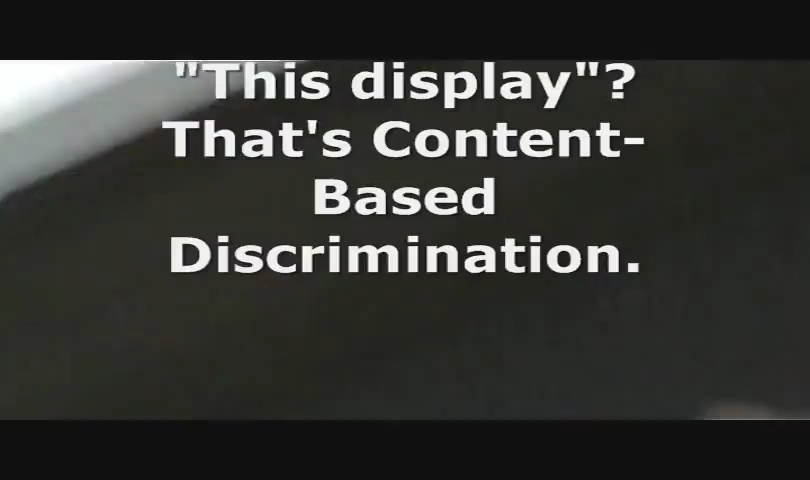 "This display"?
That's Content-
Based
Discrimination.